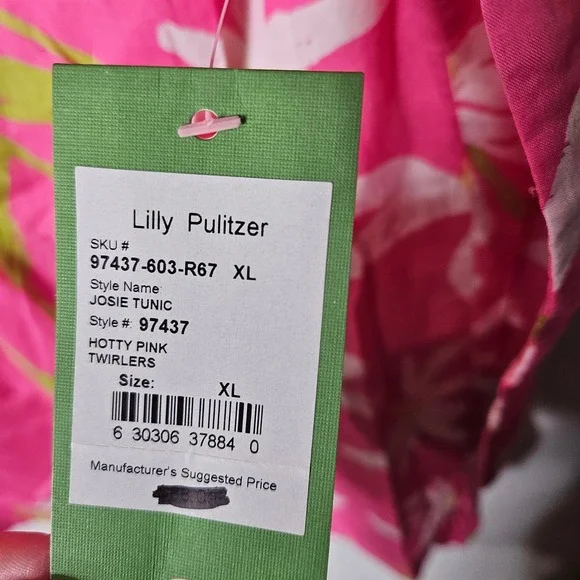 Lilly Pulitzer
SKU #
97437-603-R67 XL
Style Name:
JOSIE TUNIC
Style #: 97437
HOTTY PINK
TWIRLERS
Size: XL
6 30306 37884 0
Manufacturer's Suggested Price